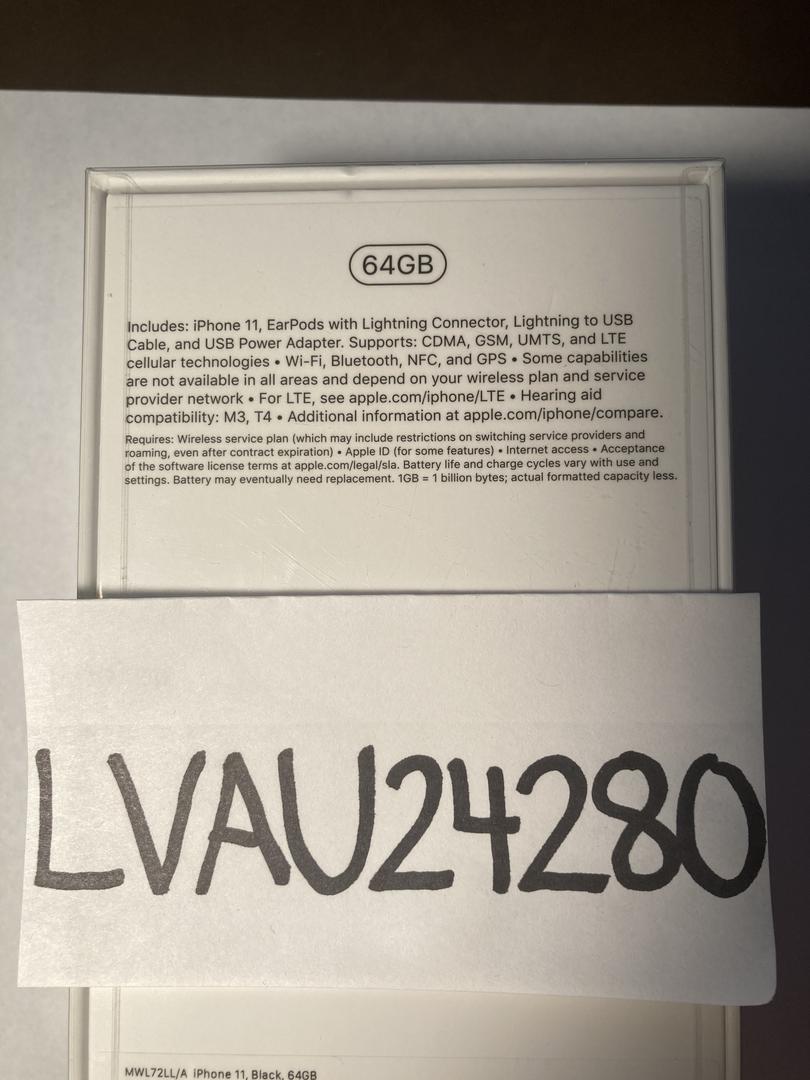 64GB
Includes: iPhone 11, EarPods with Lightning Connector, Lightning to USB
Cable, and USB Power Adapter. Supports: CDMA, GSM, UMTS, and LTE
cellular technologies • Wi-Fi, Bluetooth, NFC, and GPS • Some capabilities
are not available in all areas and depend on your wireless plan and service
provider network • For LTE, see apple.com/iphone/LTE • Hearing aid
compatibility: M3, T4 • Additional information at apple.com/iphone/compare.
Requires: Wireless service plan (which may include restrictions on switching service providers and
roaming, even after contract expiration) • Apple ID (for some features) • Internet access • Acceptance
of the software license terms at apple.com/legal/sla. Battery life and charge cycles vary with use and
settings. Battery may eventually need replacement. 1GB = 1 billion bytes; actual formatted capacity less.
LVAU24280
MWL72LL/A iPhone 11, Black, 64GB